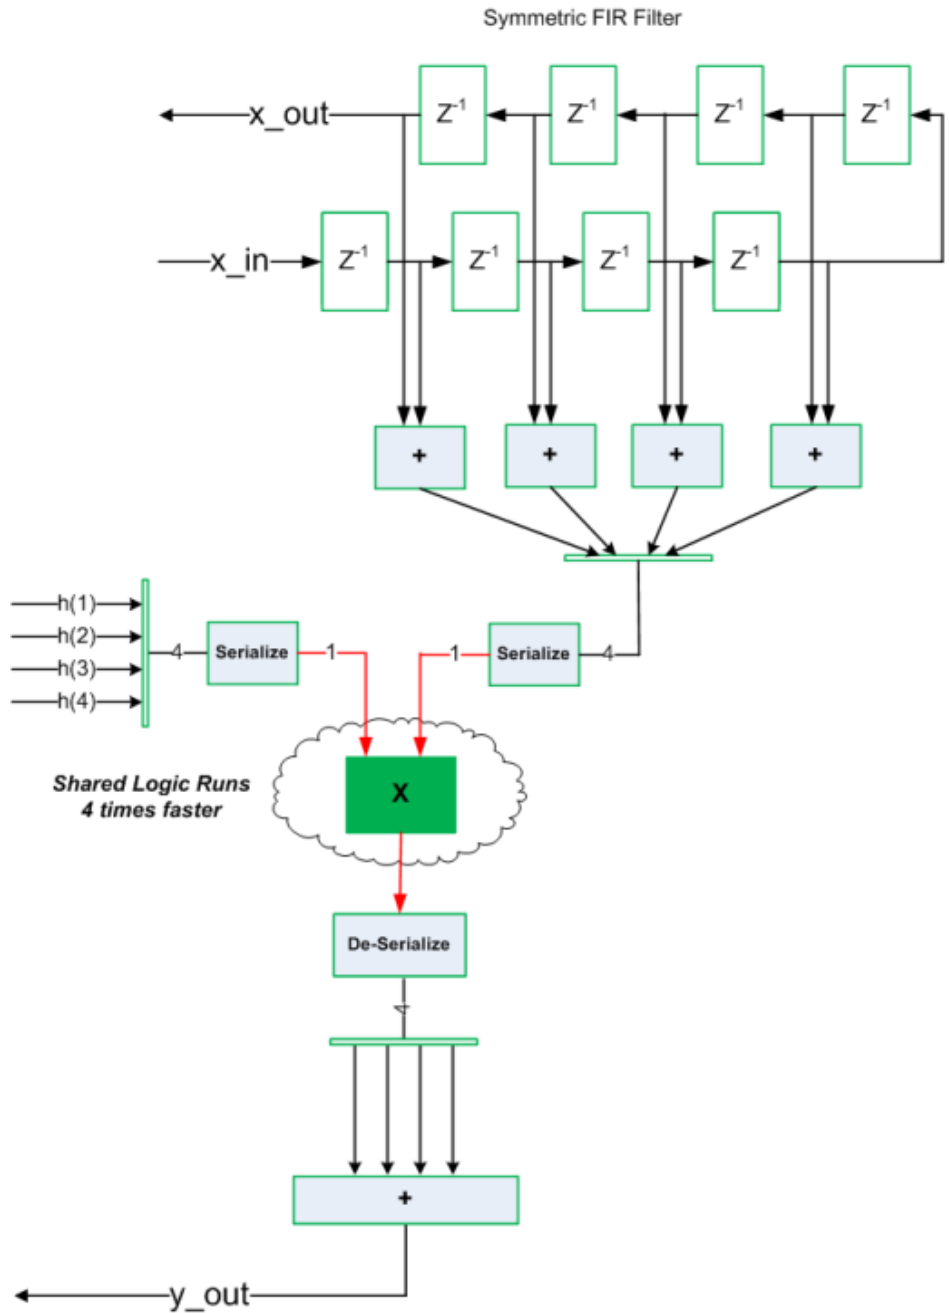 Symmetric FIR Filter
x_out Z-1 Z-1 Z-1 Z-1
x_in Z-1 Z-1 Z-1 Z-1
+ + + +
h(1)
h(2)
h(3)
h(4)
4 Serialize 1 1 Serialize 4
Shared Logic Runs
4 times faster
X
De-Serialize
4
+
y_out